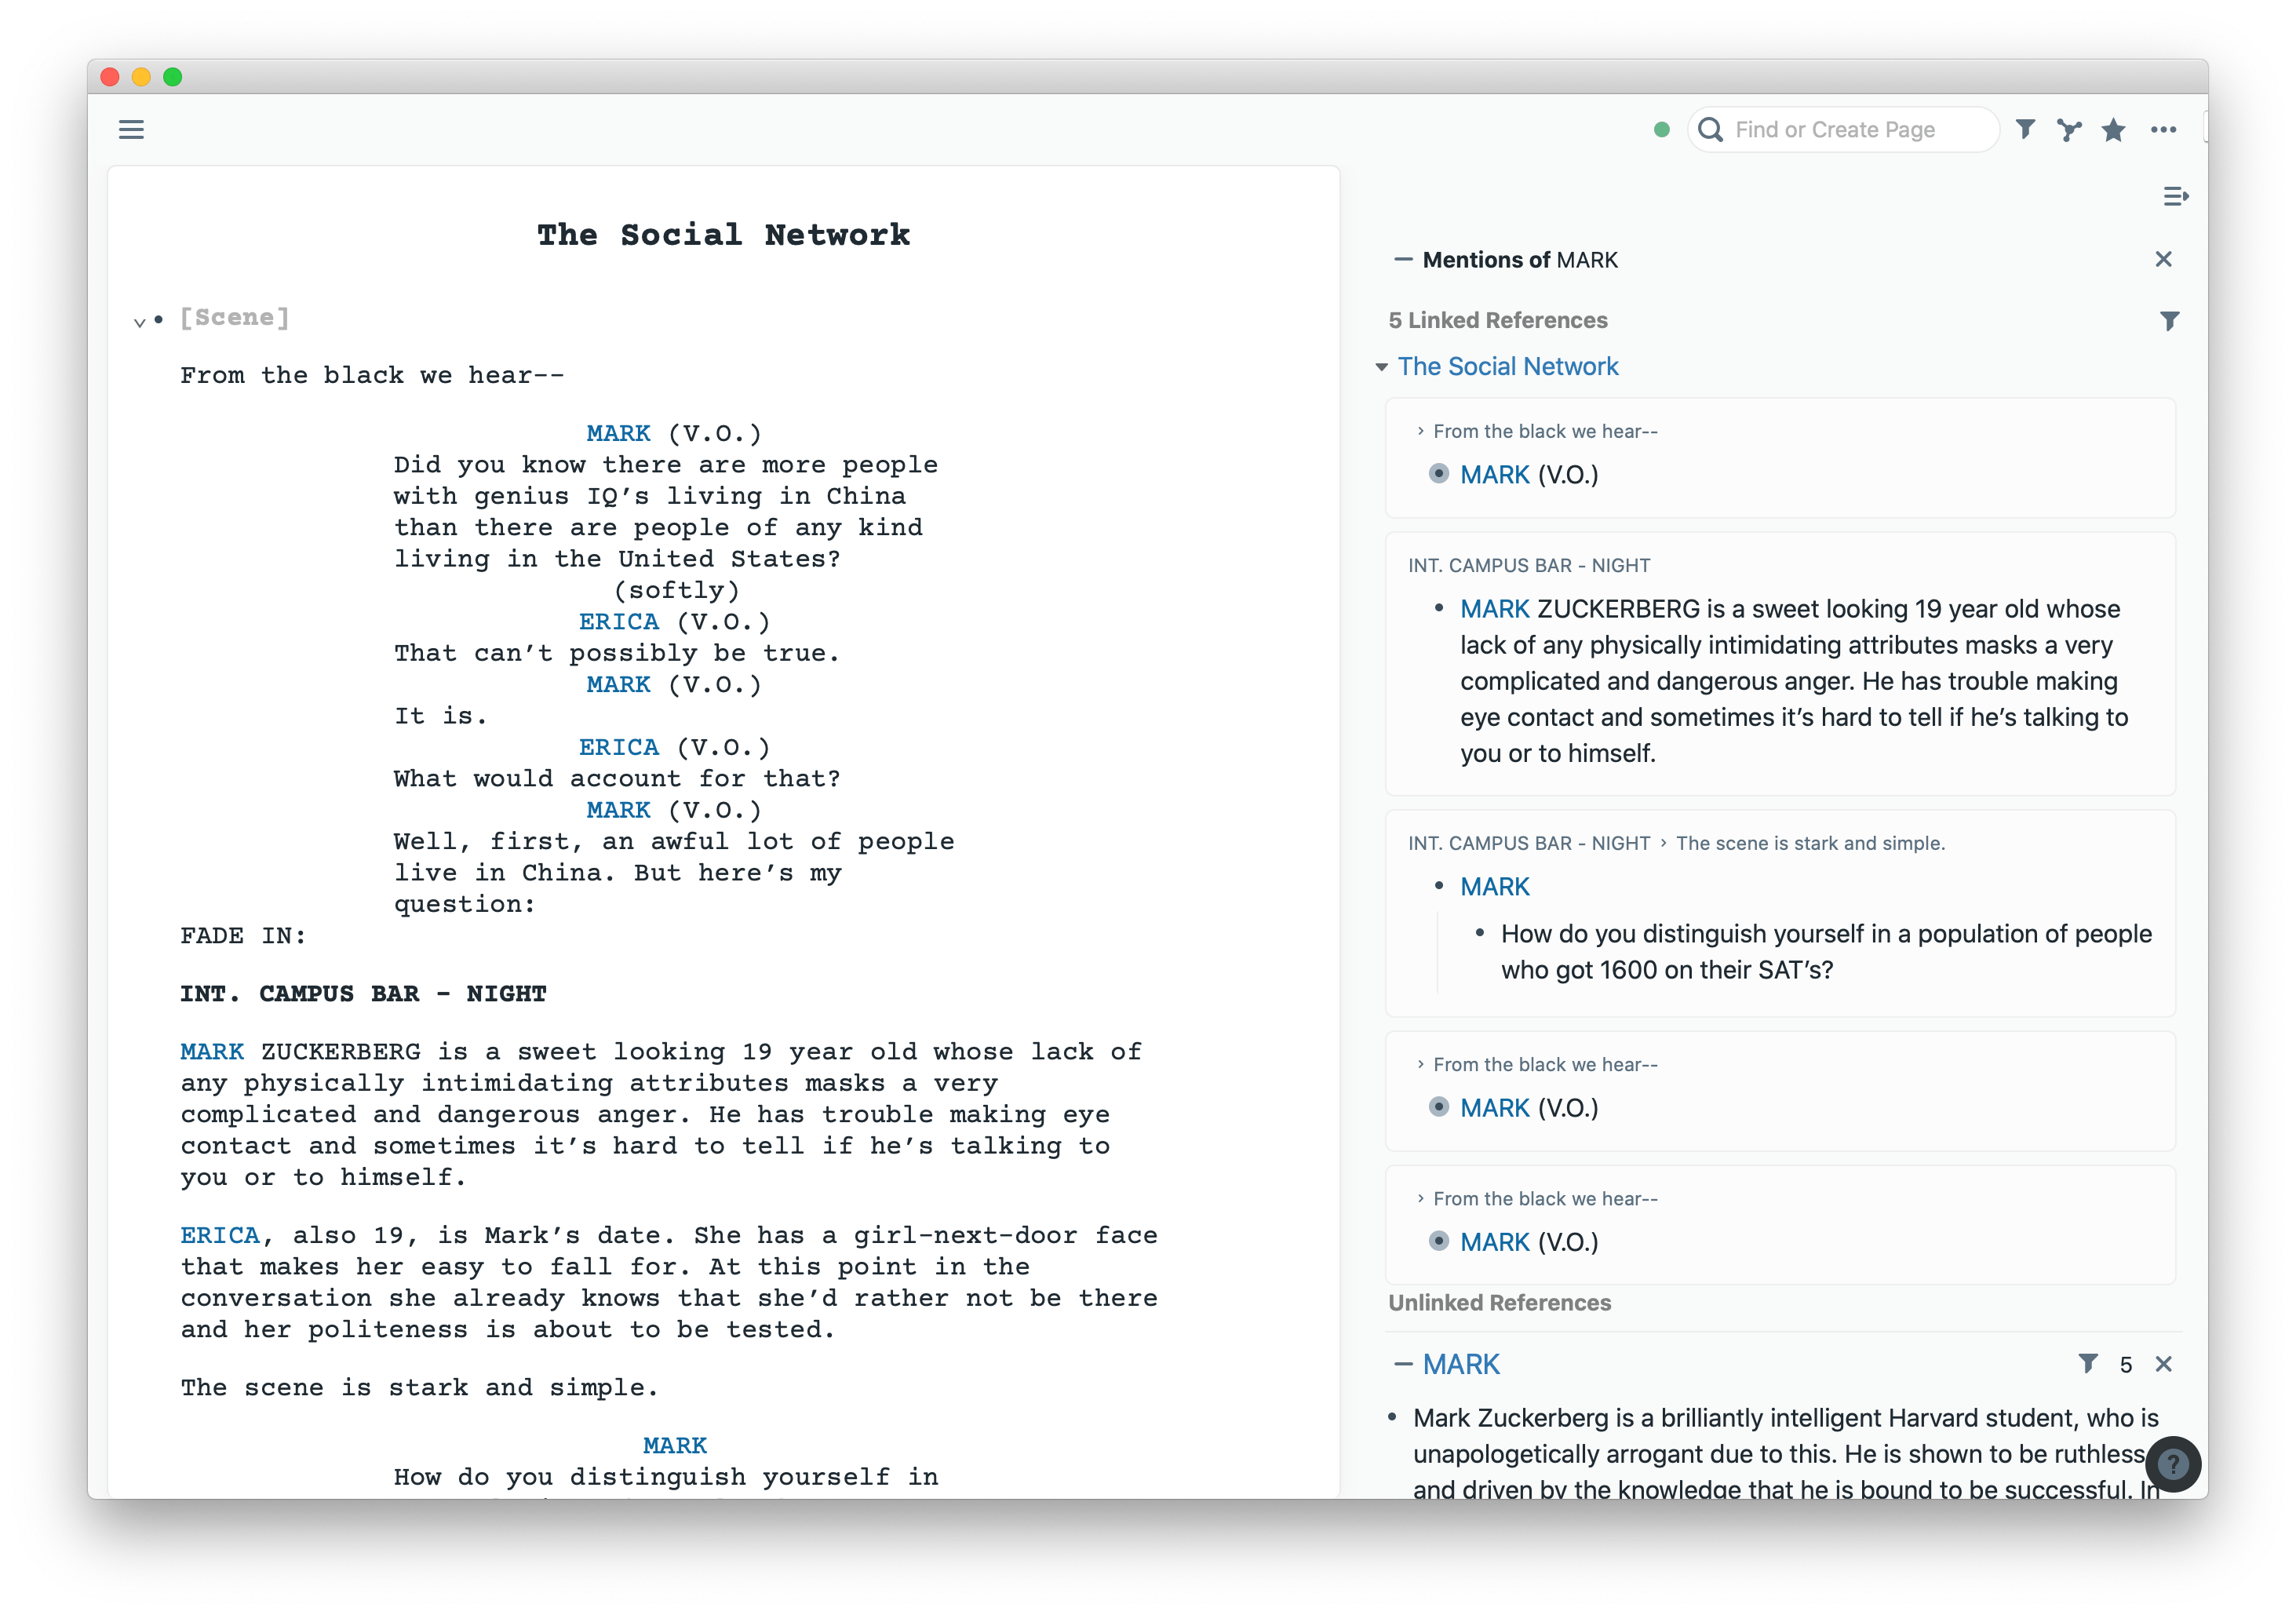 Find or Create Page
The Social Network
[Scene]
From the black we hear--
MARK (V.O.)
Did you know there are more people
with genius IQ’s living in China
than there are people of any kind
living in the United States?
(softly)
ERICA (V.O.)
That can’t possibly be true.
MARK (V.O.)
It is.
ERICA (V.O.)
What would account for that?
MARK (V.O.)
Well, first, an awful lot of people
live in China. But here’s my
question:
FADE IN:
INT. CAMPUS BAR - NIGHT
MARK ZUCKERBERG is a sweet looking 19 year old whose lack of
any physically intimidating attributes masks a very
complicated and dangerous anger. He has trouble making eye
contact and sometimes it’s hard to tell if he’s talking to
you or to himself.
ERICA, also 19, is Mark’s date. She has a girl-next-door face
that makes her easy to fall for. At this point in the
conversation she already knows that she’d rather not be there
and her politeness is about to be tested.
The scene is stark and simple.
MARK
How do you distinguish yourself in
Mentions of MARK
5 Linked References
The Social Network
From the black we hear--
MARK (V.O.)
INT. CAMPUS BAR - NIGHT
MARK ZUCKERBERG is a sweet looking 19 year old whose
lack of any physically intimidating attributes masks a very
complicated and dangerous anger. He has trouble making
eye contact and sometimes it’s hard to tell if he’s talking to
you or to himself.
INT. CAMPUS BAR - NIGHT > The scene is stark and simple.
MARK
How do you distinguish yourself in a population of people
who got 1600 on their SAT’s?
From the black we hear--
MARK (V.O.)
From the black we hear--
MARK (V.O.)
Unlinked References
MARK 5
Mark Zuckerberg is a brilliantly intelligent Harvard student, who is
unapologetically arrogant due to this. He is shown to be ruthless
and driven by the knowledge that he is bound to be successful. In
?